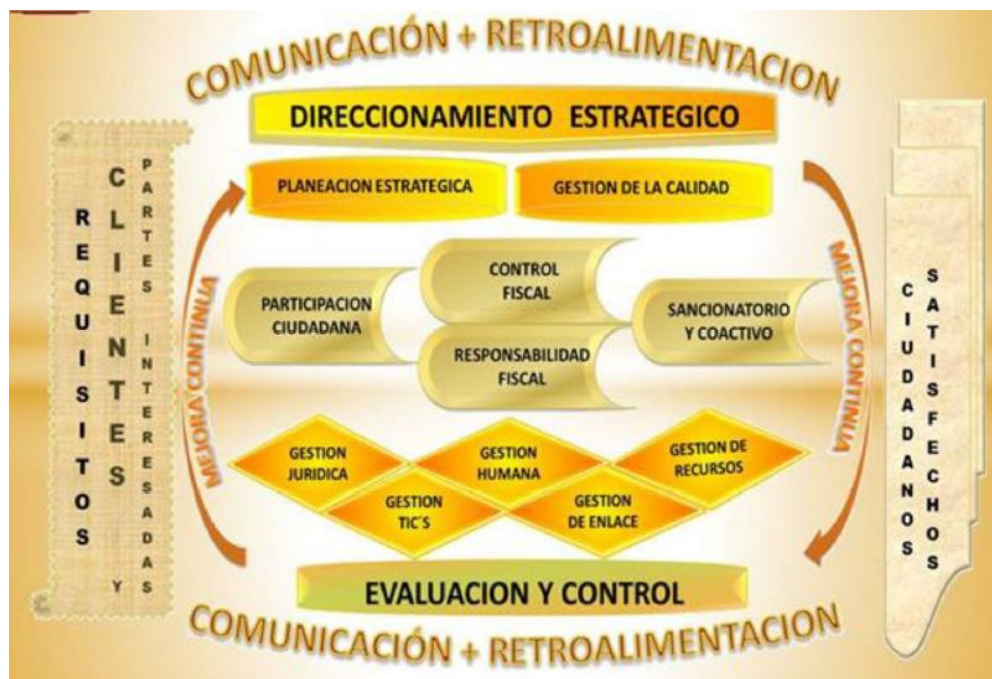 COMUNICACIÓN + RETROALIMENTACION
DIRECCIONAMIENTO ESTRATEGICO
PLANEACION ESTRATEGICA
GESTION DE LA CALIDAD
REQUISITOS
CLIENTES Y
PARTES INTERESADAS
MEJORA CONTINUA
PARTICIPACION
CIUDADANA
CONTROL
FISCAL
RESPONSABILIDAD
FISCAL
SANCIONATORIO
Y COACTIVO
MEJORA CONTINUA
CIUDADANOS
SATISFECHOS
GESTION
JURIDICA
GESTION
HUMANA
GESTION DE
RECURSOS
GESTION
TIC´S
GESTION
DE ENLACE
EVALUACION Y CONTROL
COMUNICACIÓN + RETROALIMENTACION